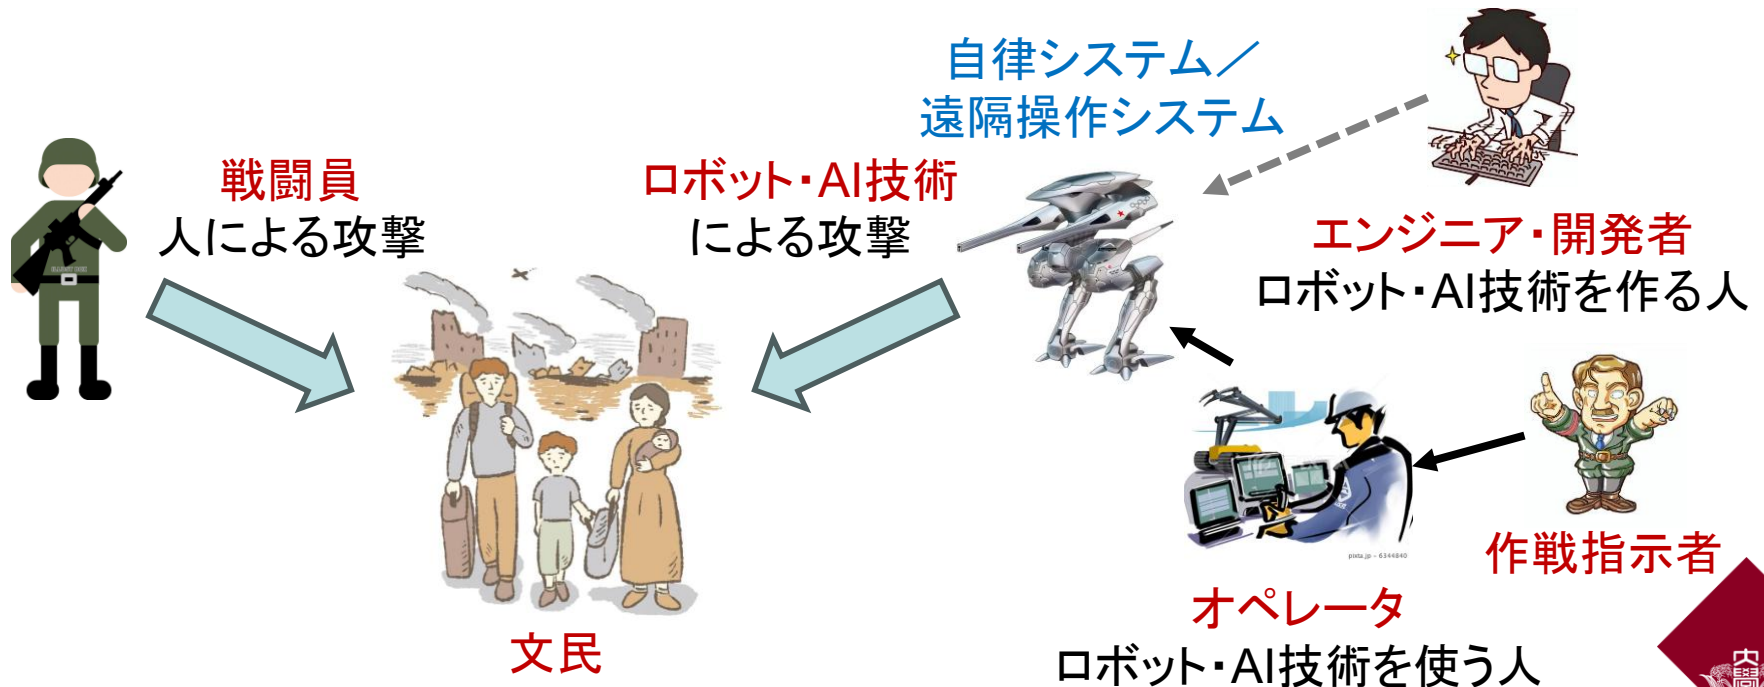 自律システム／
遠隔操作システム
戦闘員
人による攻撃
ロボット・AI技術
による攻撃
エンジニア・開発者
ロボット・AI技術を作る人
作戦指示者
オペレータ
ロボット・AI技術を使う人
文民
pixta.jp - 6344840